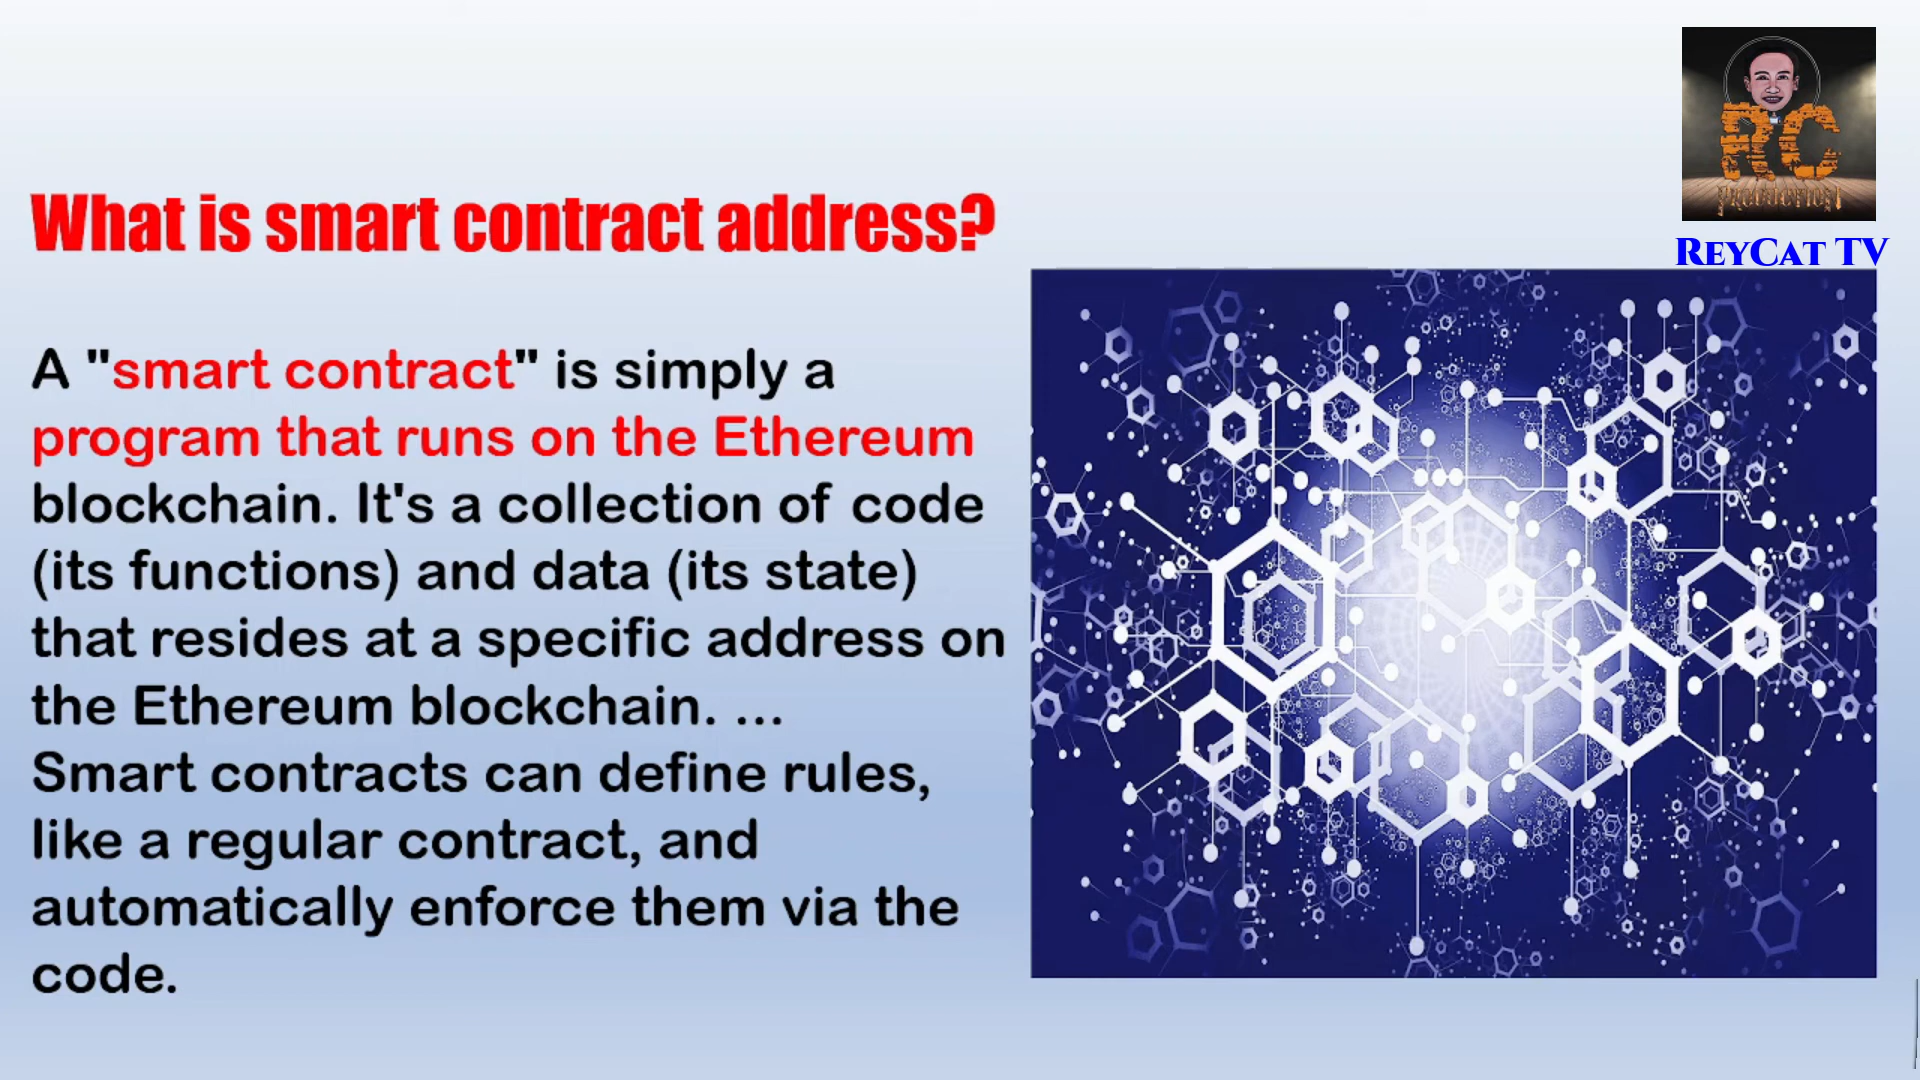 RC
PRODUCTION
REYCAT TV
What is smart contract address?
A "smart contract" is simply a
program that runs on the Ethereum
blockchain. It's a collection of code
(its functions) and data (its state)
that resides at a specific address on
the Ethereum blockchain. ...
Smart contracts can define rules,
like a regular contract, and
automatically enforce them via the
code.